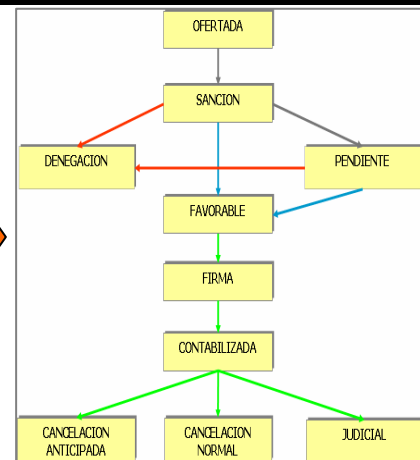 OFERTADA
SANCION
DENEGACION
PENDIENTE
FAVORABLE
FIRMA
CONTABILIZADA
CANCELACION
ANTICIPADA
CANCELACION
NORMAL
JUDICIAL